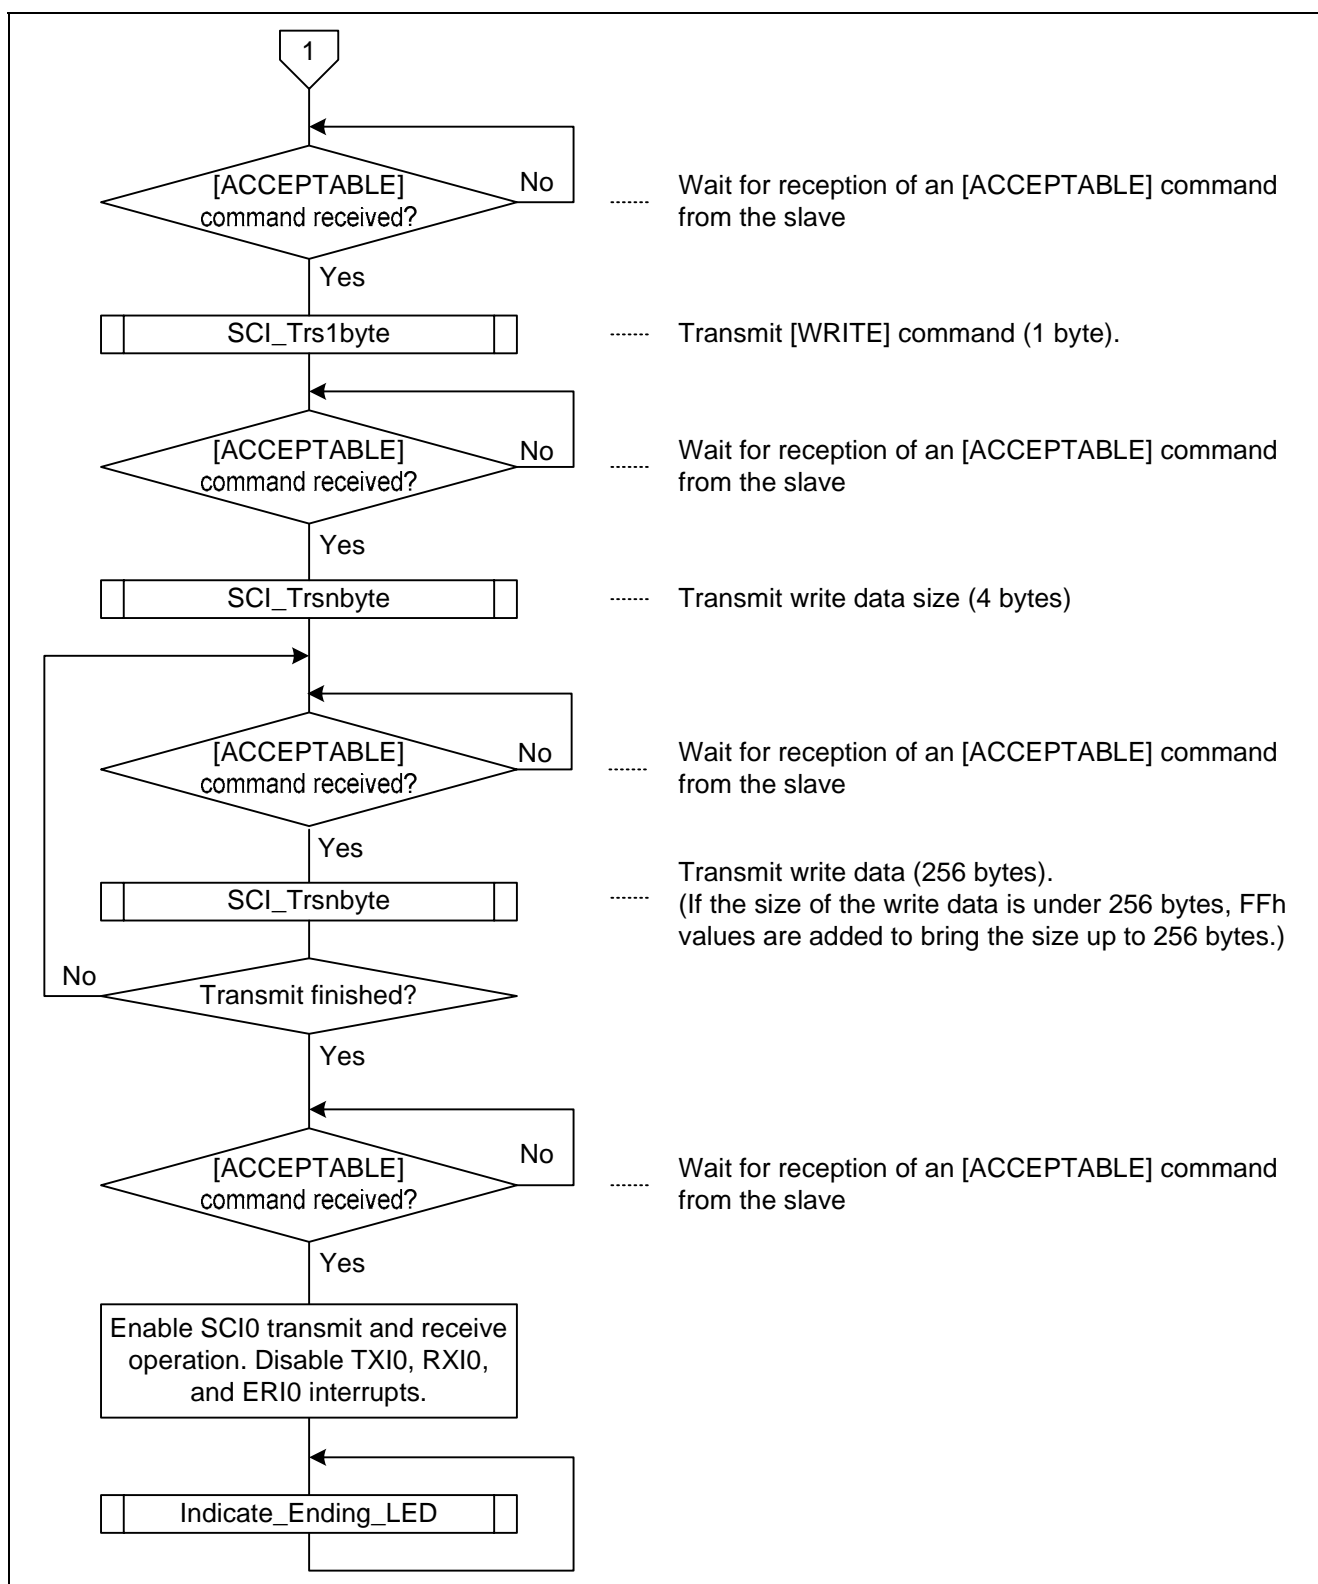 1
[ACCEPTABLE]
command received?
No
Wait for reception of an [ACCEPTABLE] command
from the slave
Yes
SCI_Trs1byte
Transmit [WRITE] command (1 byte).
[ACCEPTABLE]
command received?
No
Wait for reception of an [ACCEPTABLE] command
from the slave
Yes
SCI_Trsnbyte
Transmit write data size (4 bytes)
[ACCEPTABLE]
command received?
No
Wait for reception of an [ACCEPTABLE] command
from the slave
Yes
SCI_Trsnbyte
Transmit write data (256 bytes).
(If the size of the write data is under 256 bytes, FFh
values are added to bring the size up to 256 bytes.)
No
Transmit finished?
Yes
[ACCEPTABLE]
command received?
No
Wait for reception of an [ACCEPTABLE] command
from the slave
Yes
Enable SCI0 transmit and receive
operation. Disable TXI0, RXI0,
and ERI0 interrupts.
Indicate_Ending_LED